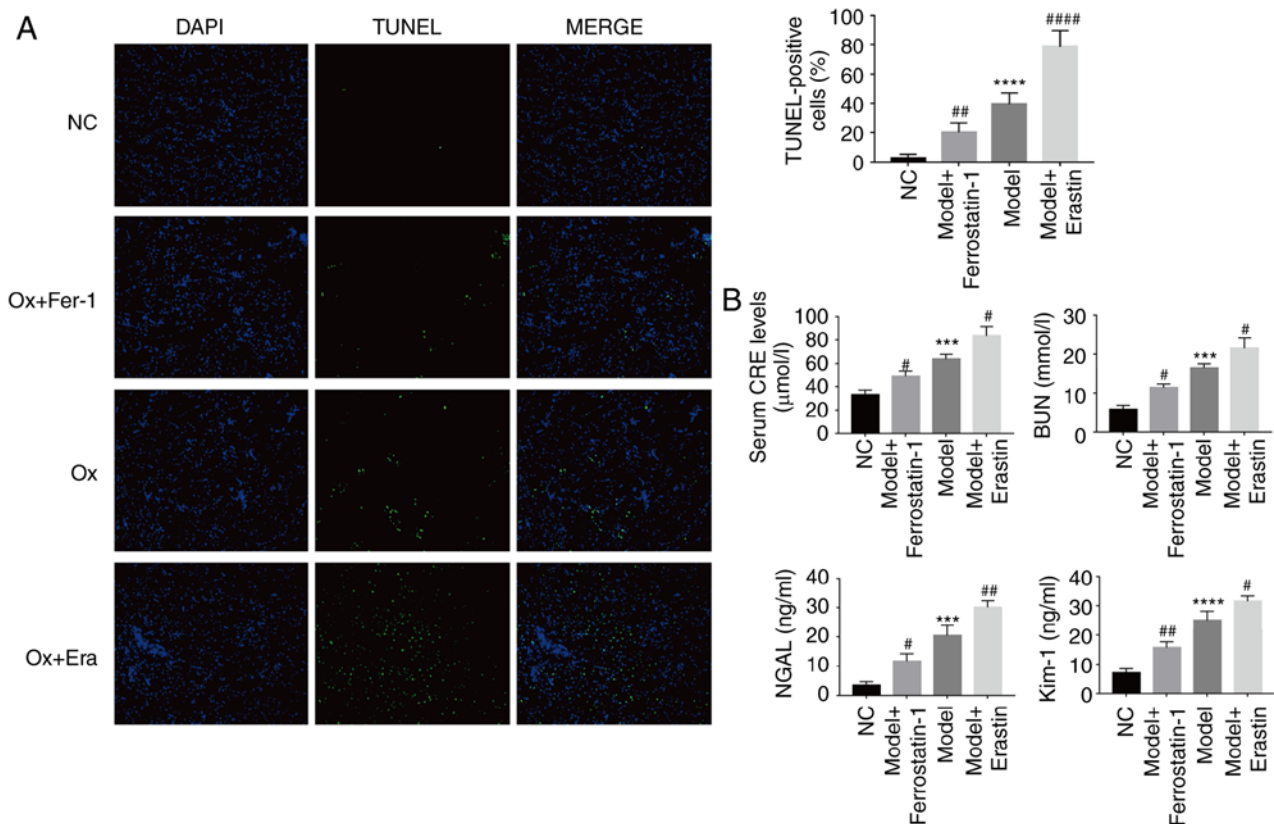 A
DAPI TUNEL MERGE
NC
Ox+Fer-1
Ox
Ox+Era
TUNEL-positive
cells (%)
100
80
60
40
20
0
##
****
####
NC
Model+
Ferrostatin-1
Model
Model+
Erastin
B
Serum CRE levels
(μmol/l)
100
80
60
40
20
0
#
***
#
NC
Model+
Ferrostatin-1
Model
Model+
Erastin
BUN (mmol/l)
30
20
10
0
#
***
#
NC
Model+
Ferrostatin-1
Model
Model+
Erastin
NGAL (ng/ml)
40
30
20
10
0
#
***
##
NC
Model+
Ferrostatin-1
Model
Model+
Erastin
Kim-1 (ng/ml)
40
30
20
10
0
##
****
#
NC
Model+
Ferrostatin-1
Model
Model+
Erastin